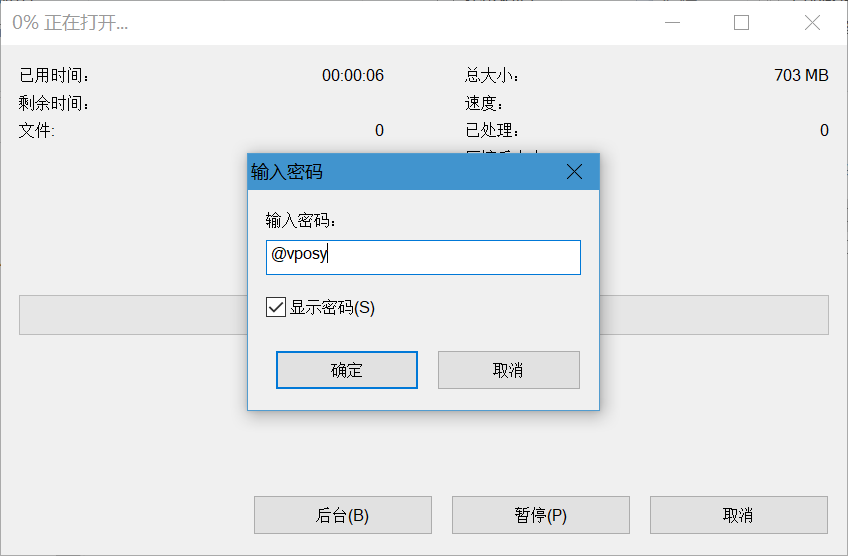 0% 正在打开...
已用时间:
00:00:06
总大小:
703 MB
剩余时间:
速度:
文件:
0
已处理:
0
输入密码
输入密码:
@vposy
显示密码(S)
确定
取消
后台(B)
暂停(P)
取消